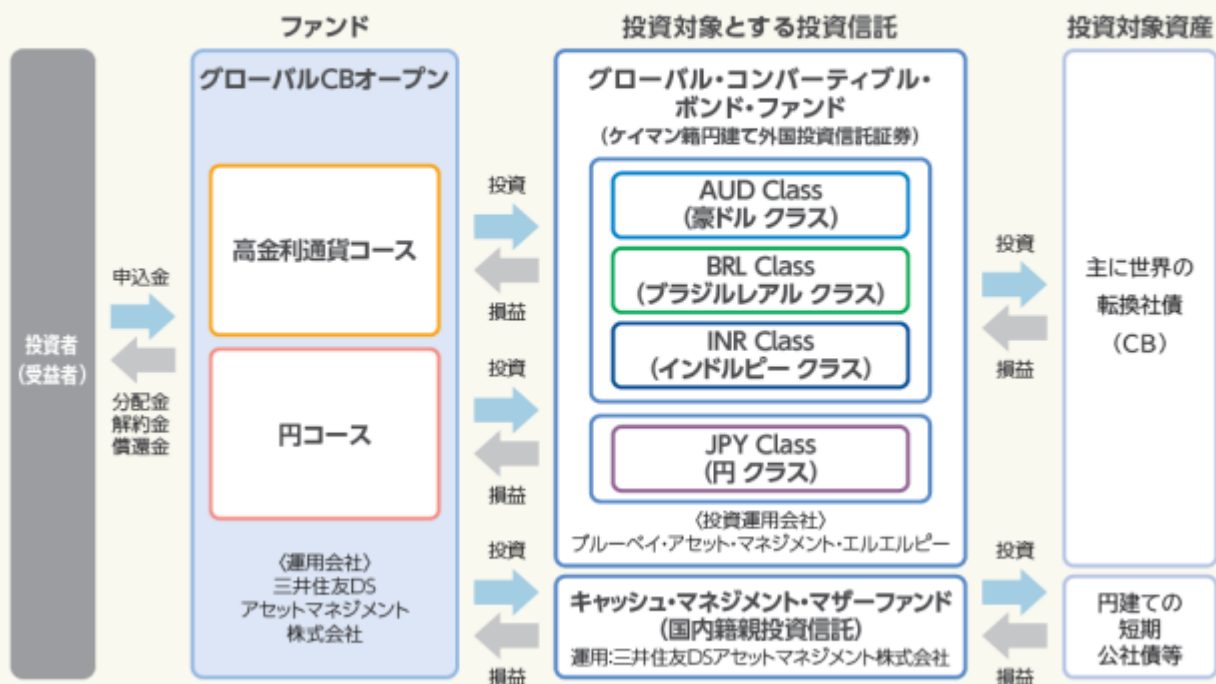 ファンド
投資対象とする投資信託
投資対象資産
投資者
(受益者)
申込金
分配金
解約金
償還金
グローバルCBオープン
高金利通貨コース
円コース
〈運用会社〉
三井住友DS
アセットマネジメント
株式会社
投資
損益
投資
損益
投資
損益
グローバル・コンバーティブル・
ボンド・ファンド
(ケイマン籍円建て外国投資信託証券)
AUD Class
(豪ドル クラス)
BRL Class
(ブラジルレアル クラス)
INR Class
(インドルピー クラス)
JPY Class
(円 クラス)
〈投資運用会社〉
ブルーベイ・アセット・マネジメント・エルエルピー
キャッシュ・マネジメント・マザーファンド
(国内籍親投資信託)
運用:三井住友DSアセットマネジメント株式会社
投資
損益
投資
損益
主に世界の
転換社債
(CB)
円建ての
短期
公社債等